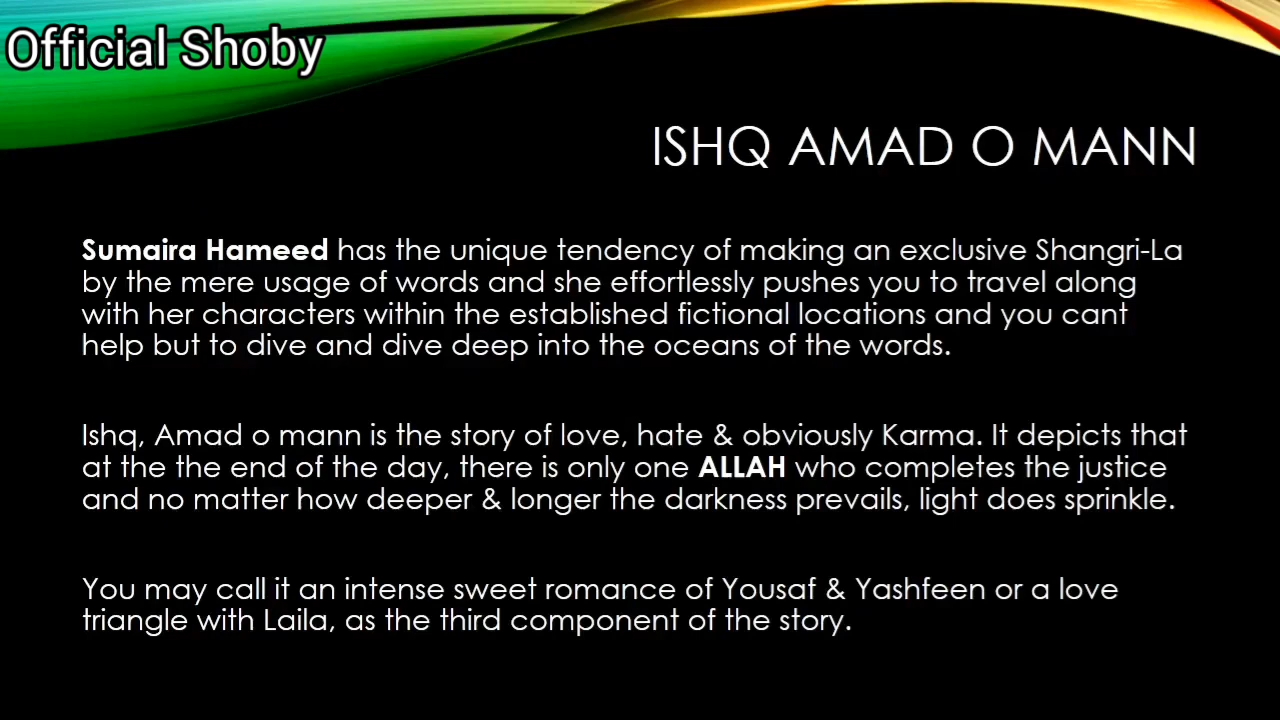 Official Shoby
ISHQ AMAD O MANN
Sumaira Hameed has the unique tendency of making an exclusive Shangri-La
by the mere usage of words and she effortlessly pushes you to travel along
with her characters within the established fictional locations and you cant
help but to dive and dive deep into the oceans of the words.
Ishq, Amad o mann is the story of love, hate & obviously Karma. It depicts that
at the the end of the day, there is only one ALLAH who completes the justice
and no matter how deeper & longer the darkness prevails, light does sprinkle.
You may call it an intense sweet romance of Yousaf & Yashfeen or a love
triangle with Laila, as the third component of the story.